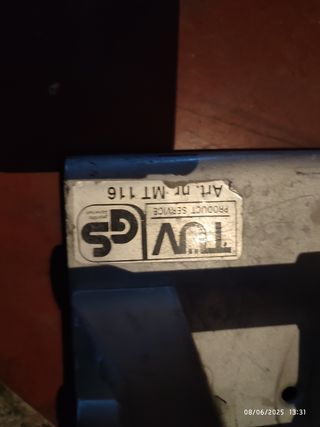 TÜV
PRODUCT SERVICE
GS
Art. nr. MT 116
08/06/2025 13:31